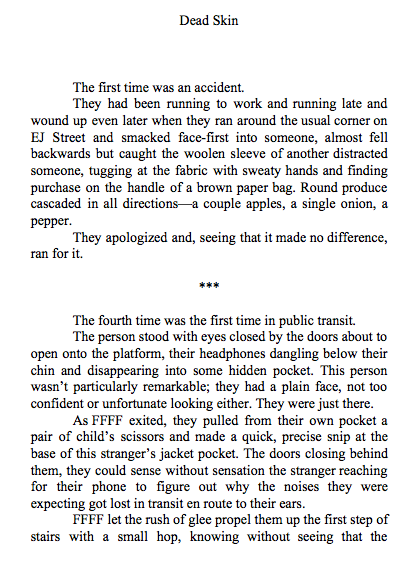 Dead Skin
The first time was an accident.
They had been running to work and running late and
wound up even later when they ran around the usual corner on
EJ Street and smacked face-first into someone, almost fell
backwards but caught the woolen sleeve of another distracted
someone, tugging at the fabric with sweaty hands and finding
purchase on the handle of a brown paper bag. Round produce
cascaded in all directions—a couple apples, a single onion, a
pepper.
They apologized and, seeing that it made no difference,
ran for it.
***
The fourth time was the first time in public transit.
The person stood with eyes closed by the doors about to
open onto the platform, their headphones dangling below their
chin and disappearing into some hidden pocket. This person
wasn’t particularly remarkable; they had a plain face, not too
confident or unfortunate looking either. They were just there.
As FFFF exited, they pulled from their own pocket a
pair of child’s scissors and made a quick, precise snip at the
base of this stranger’s jacket pocket. The doors closing behind
them, they could sense without sensation the stranger reaching
for their phone to figure out why the noises they were
expecting got lost in transit en route to their ears.
FFFF let the rush of glee propel them up the first step of
stairs with a small hop, knowing without seeing that the